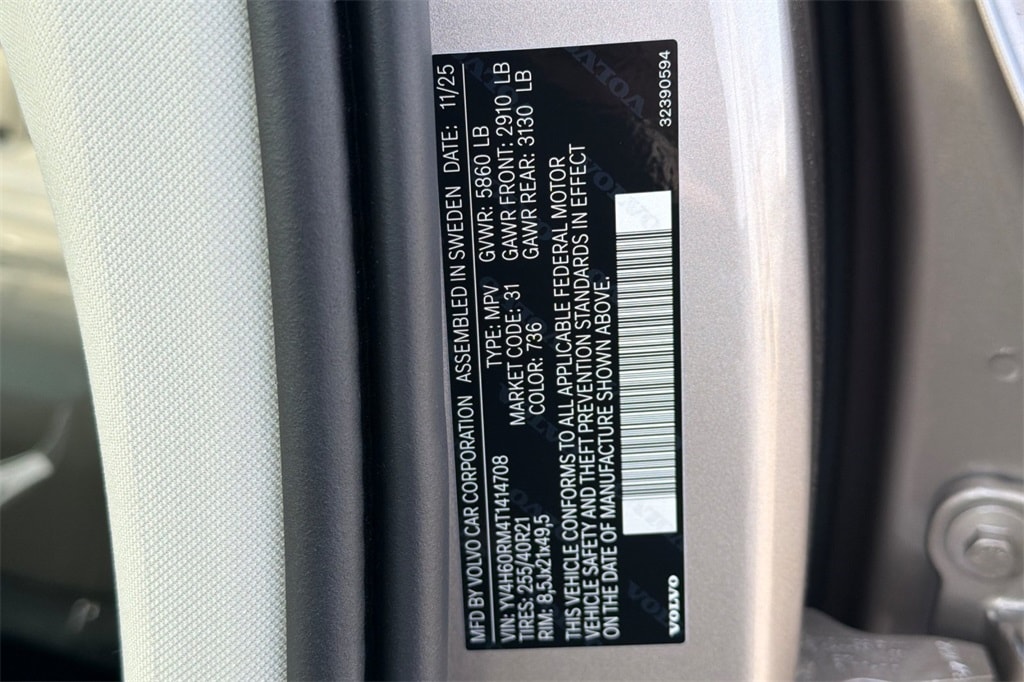 MFD BY VOLVO CAR CORPORATION ASSEMBLED IN SWEDEN DATE: 11/25
VIN: YV4H60RM4T1414708 TYPE: MPV GVWR: 5860 LB
TIRES: 255/40R21 MARKET CODE: 31 GAWR FRONT: 2910 LB
RIM: 8,5Jx21x49,5 COLOR: 736 GAWR REAR: 3130 LB
THIS VEHICLE CONFORMS TO ALL APPLICABLE FEDERAL MOTOR
VEHICLE SAFETY AND THEFT PREVENTION STANDARDS IN EFFECT
ON THE DATE OF MANUFACTURE SHOWN ABOVE.
VOLVO 32390594